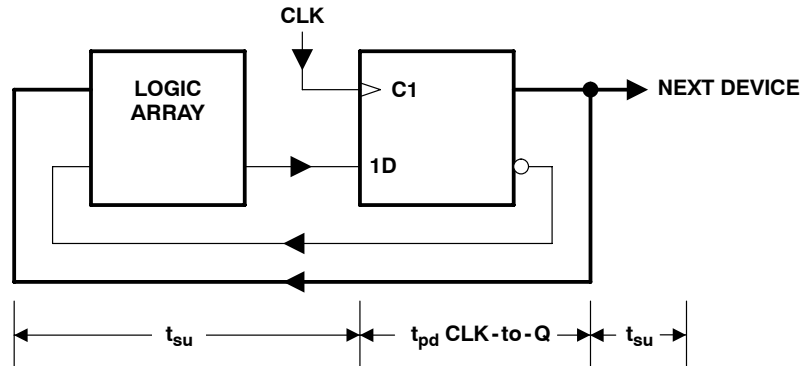 CLK
LOGIC
ARRAY
C1
NEXT DEVICE
1D
tsu
tpd CLK-to-Q
tsu